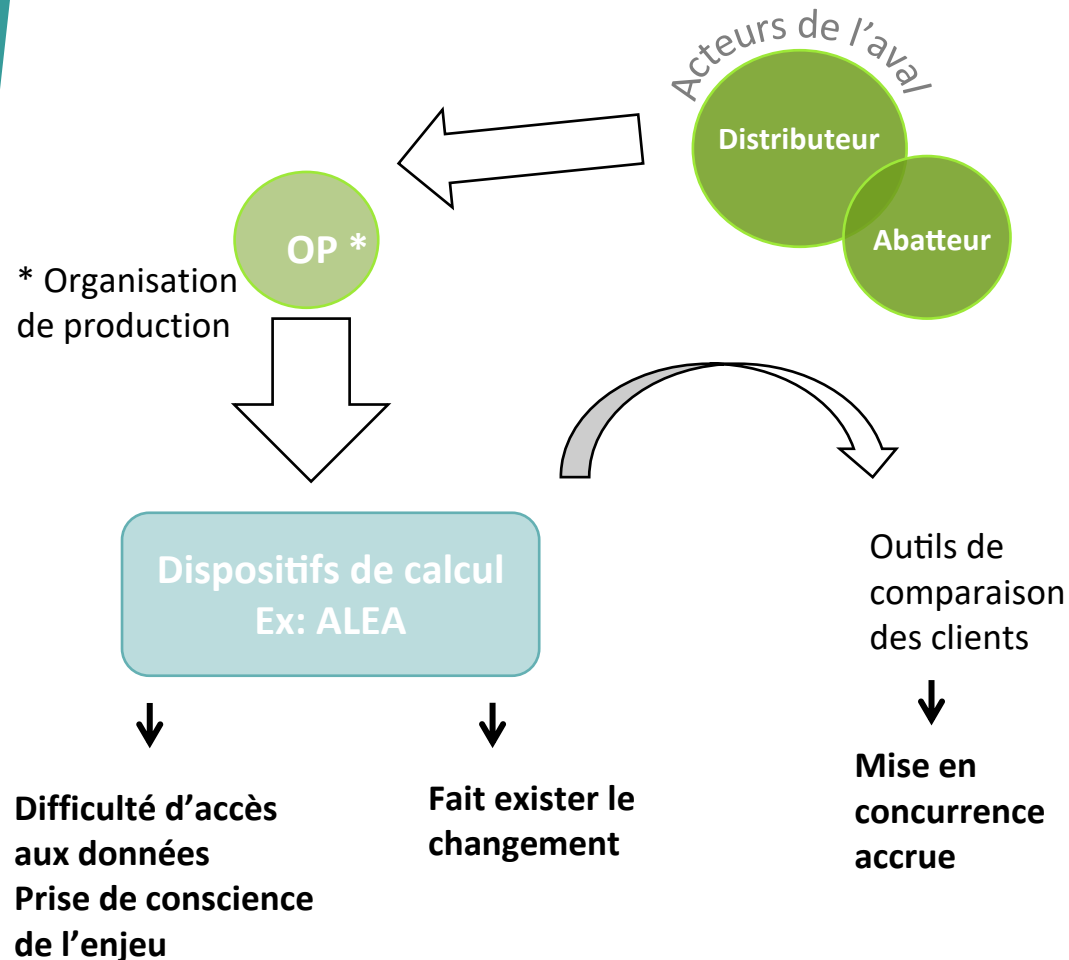 Acteurs de l’aval
Distributeur
Abatteur
OP *
* Organisation
de production
Dispositifs de calcul
Ex: ALEA
Outils de
comparaison
des clients
Difficulté d’accès
aux données
Prise de conscience
de l’enjeu
Fait exister le
changement
Mise en
concurrence
accrue